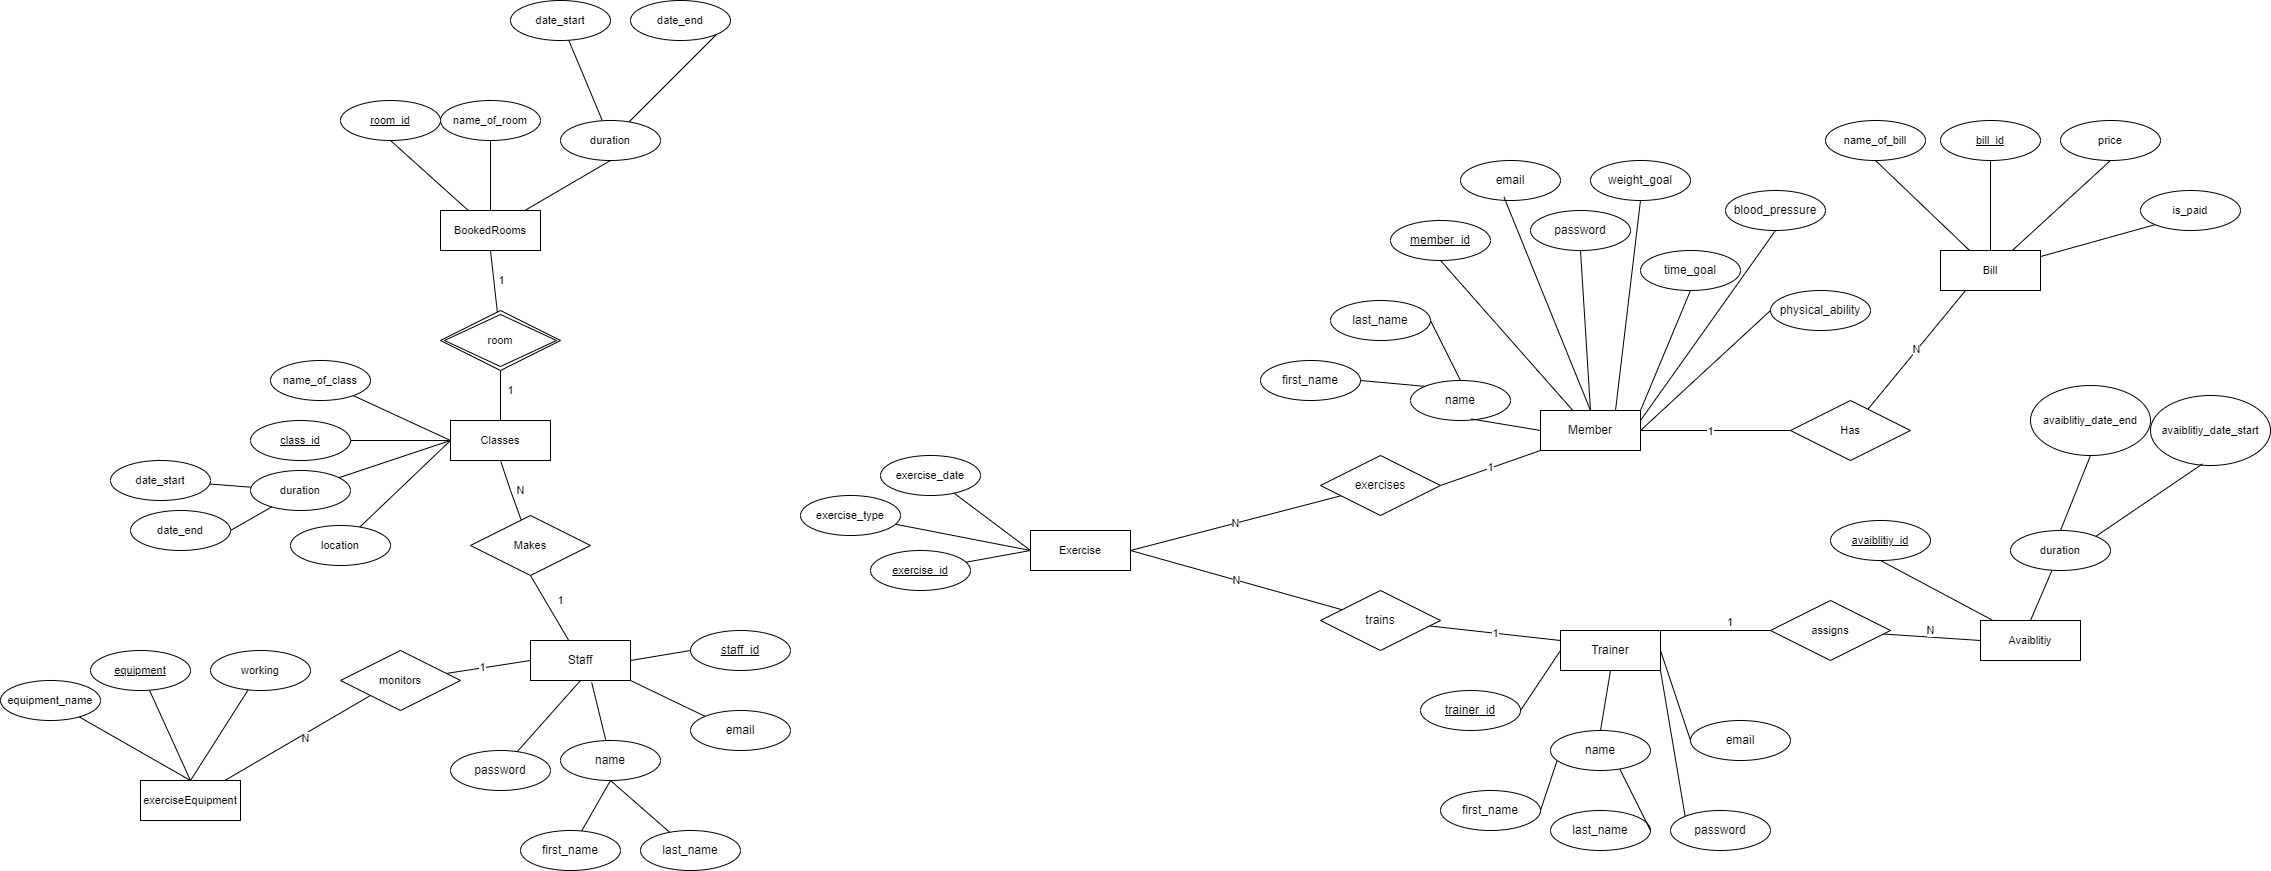 date_start
date_end
room_id
name_of_room
duration
BookedRooms
1
room
1
name_of_class
class_id
Classes
date_start
duration
date_end
location
N
Makes
1
equipment_name
equipment
working
monitors
1
N
exerciseEquipment
Staff
staff_id
email
password
name
first_name
last_name
email
weight_goal
member_id
password
blood_pressure
time_goal
physical_ability
last_name
first_name
name
Member
1
Has
N
name_of_bill
bill_id
price
is_paid
Bill
exercise_date
exercise_type
exercise_id
Exercise
N
exercises
1
N
trains
1
Trainer
trainer_id
name
email
first_name
last_name
password
1
assigns
N
Avaiblitiy
avaiblitiy_id
duration
avaiblitiy_date_end
avaiblitiy_date_start